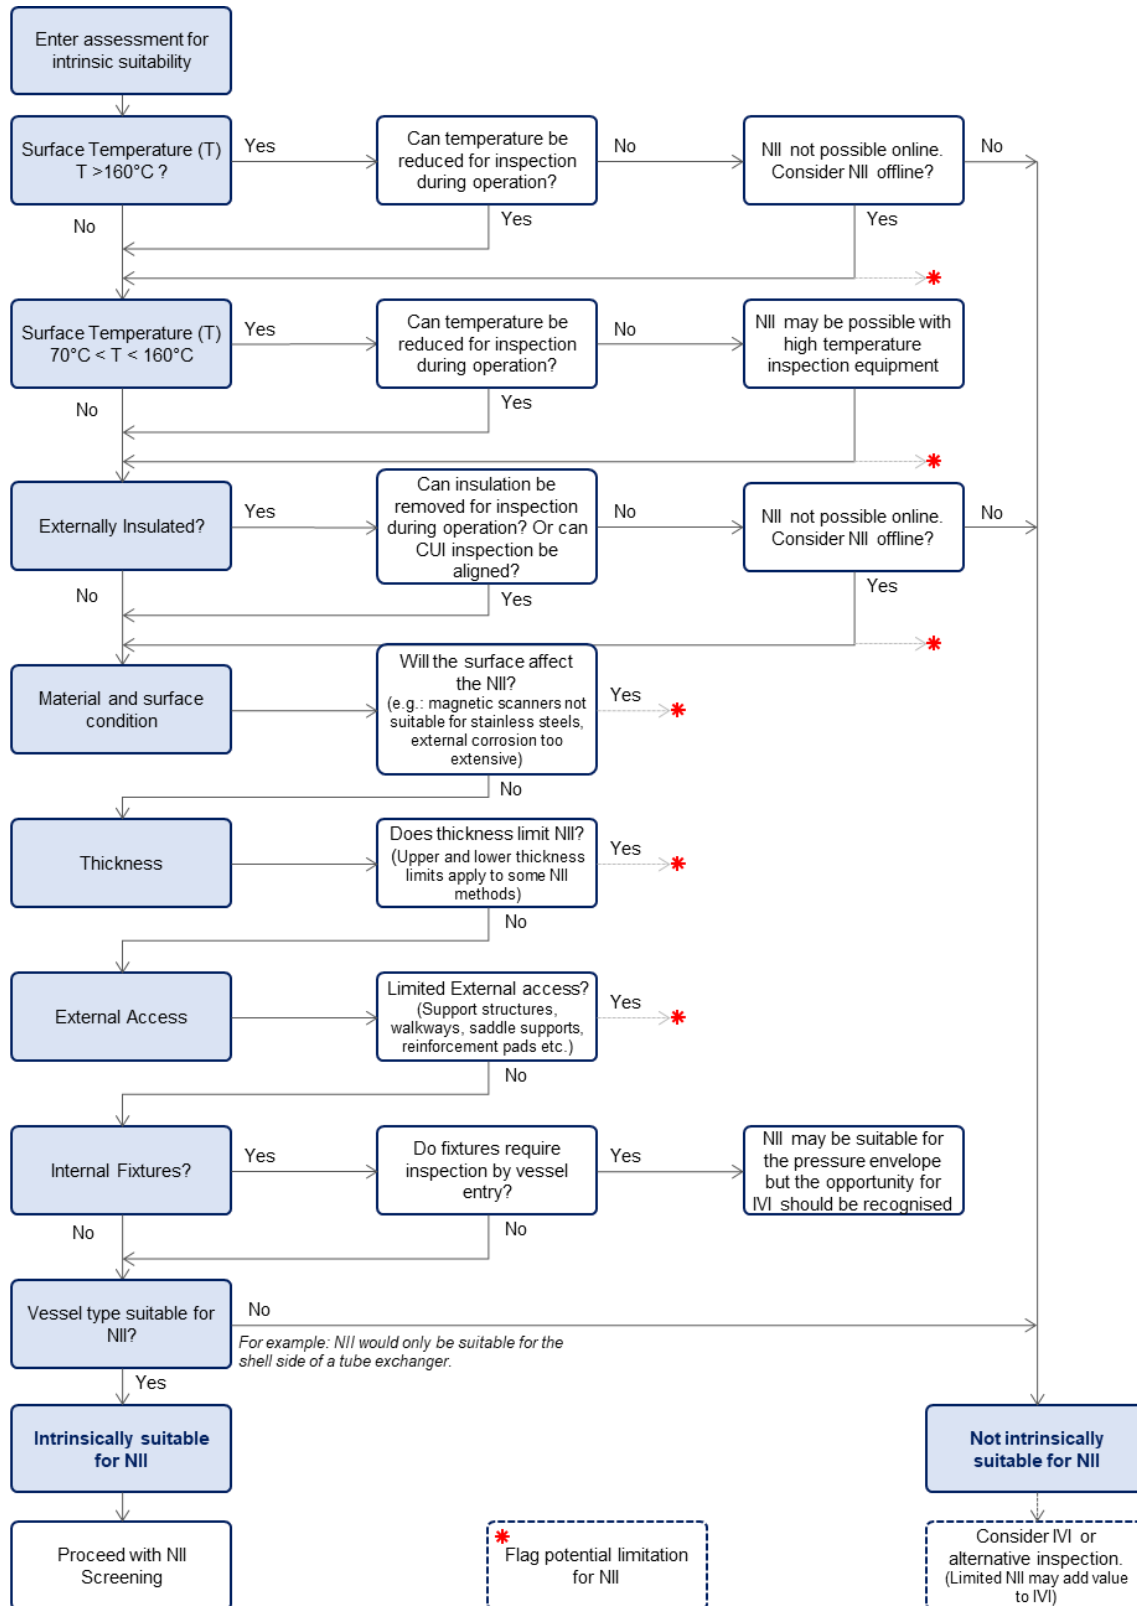 Enter assessment for
intrinsic suitability
Surface Temperature (T)
T >160°C ?
Yes
Can temperature be
reduced for inspection
during operation?
No
NII not possible online.
Consider NII offline?
No
No
Yes
Yes
Surface Temperature (T)
70°C < T < 160°C
Yes
Can temperature be
reduced for inspection
during operation?
No
NII may be possible with
high temperature
inspection equipment
No
Yes
Externally Insulated?
Yes
Can insulation be
removed for inspection
during operation? Or can
CUI inspection be
aligned?
No
NII not possible online.
Consider NII offline?
No
No
Yes
Yes
Material and surface
condition
Will the surface affect
the NII?
(e.g.: magnetic scanners not
suitable for stainless steels,
external corrosion too
extensive)
Yes
No
Thickness
Does thickness limit NII?
(Upper and lower thickness
limits apply to some NII
methods)
Yes
No
External Access
Limited External access?
(Support structures,
walkways, saddle supports,
reinforcement pads etc.)
Yes
No
Internal Fixtures?
Yes
Do fixtures require
inspection by vessel
entry?
Yes
NII may be suitable for
the pressure envelope
but the opportunity for
IVI should be recognised
No
No
Vessel type suitable for
NII?
No
For example: NII would only be suitable for the
shell side of a tube exchanger.
Yes
Intrinsically suitable
for NII
Not intrinsically
suitable for NII
Proceed with NII
Screening
Flag potential limitation
for NII
Consider IVI or
alternative inspection.
(Limited NII may add value
to IVI)